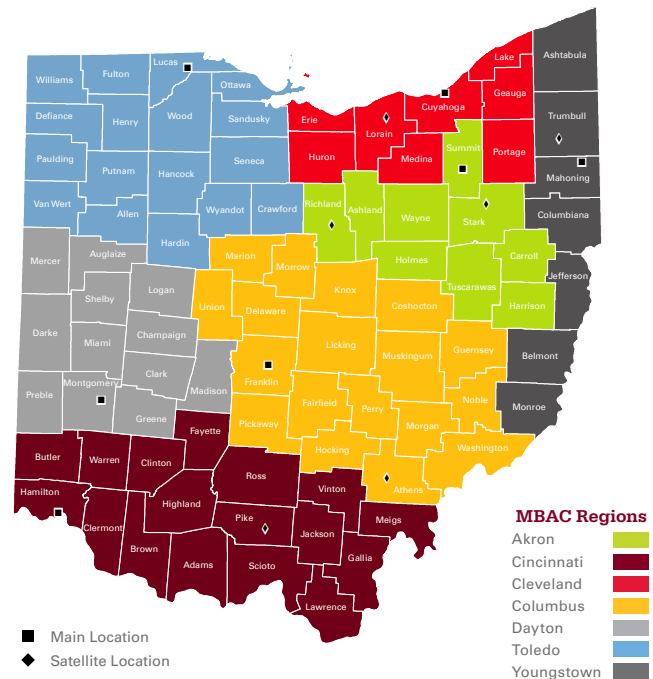 Ashtabula
Lake
Lucas
Geauga
Fulton
Williams
Ottawa
Cuyahoga
Defiance
Wood
Sandusky
Erie
Trumbull
Henry
Lorain
Summit
Portage
Huron
Medina
Paulding
Seneca
Putnam
Hancock
Mahoning
Van Wert
Allen
Wyandot
Crawford
Richland
Ashland
Wayne
Stark
Columbiana
Hardin
Marion
Auglaize
Mercer
Morrow
Holmes
Carroll
Jefferson
Logan
Knox
Tuscarawas
Shelby
Union
Delaware
Coshocton
Harrison
Darke
Champaign
Miami
Licking
Muskingum
Guernsey
Belmont
Clark
Montgomery
Franklin
Madison
Preble
Fairfield
Perry
Noble
Monroe
Greene
Pickaway
Morgan
Fayette
Hocking
Washington
Butler
Warren
Clinton
Ross
Hamilton
Vinton
Athens
Highland
Clermont
Pike
Meigs
Jackson
Brown
Adams
Scioto
Gallia
Lawrence
MBAC Regions
Akron
Cincinnati
Cleveland
Columbus
Dayton
Toledo
Youngstown
Main Location
Satellite Location